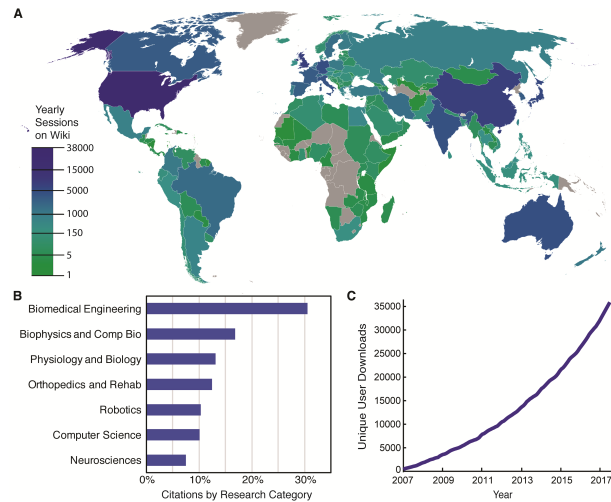 A
Yearly
Sessions
on Wiki
38000
15000
5000
1000
150
5
1
B
Biomedical Engineering
Biophysics and Comp Bio
Physiology and Biology
Orthopedics and Rehab
Robotics
Computer Science
Neurosciences
0% 10% 20% 30%
Citations by Research Category
C
Unique User Downloads
35000
30000
25000
20000
15000
10000
5000
0
2007 2009 2011 2013 2015 2017
Year